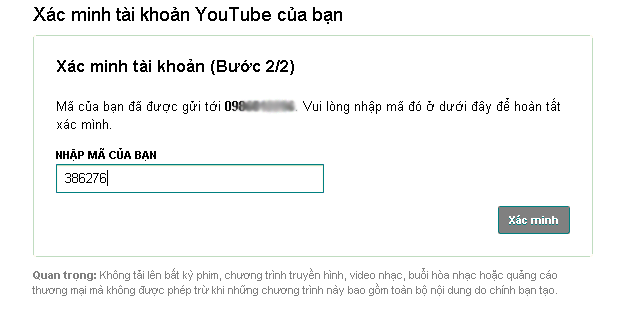 Xác minh tài khoản YouTube của bạn
Xác minh tài khoản (Bước 2/2)
Mã của bạn đã được gửi tới 098 . Vui lòng nhập mã đó ở dưới đây để hoàn tất
xác minh.
NHẬP MÃ CỦA BẠN
386276
Xác minh
Quan trọng: Không tải lên bất kỳ phim, chương trình truyền hình, video nhạc, buổi hòa nhạc hoặc quảng cáo
thương mại mà không được phép trừ khi những chương trình này bao gồm toàn bộ nội dung do chính bạn tạo.